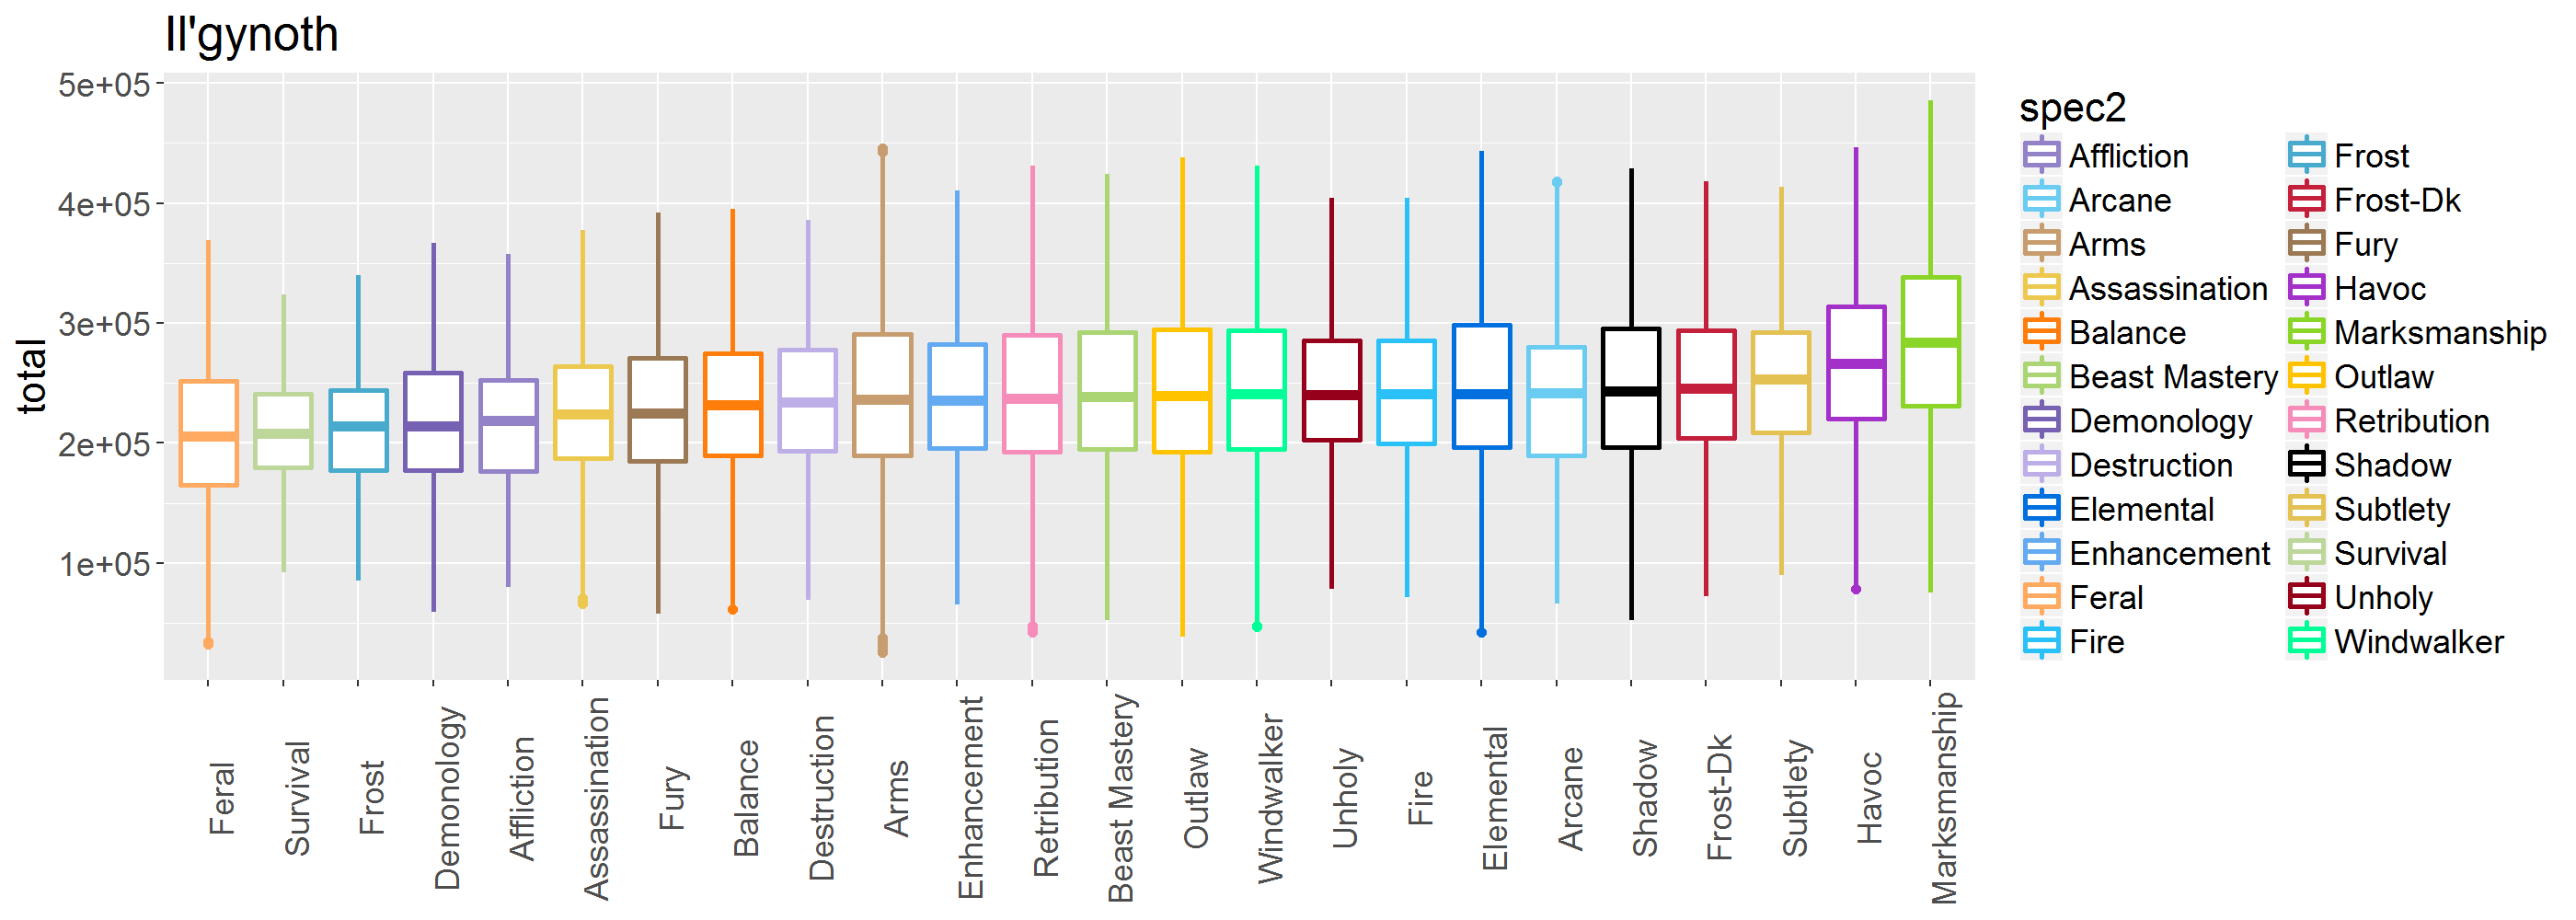 Il'gynoth
5e+05
4e+05
3e+05
2e+05
1e+05
total
Feral
Survival
Frost
Demonology
Affliction
Assassination
Fury
Balance
Destruction
Arms
Enhancement
Retribution
Beast Mastery
Outlaw
Windwalker
Unholy
Fire
Elemental
Arcane
Shadow
Frost-Dk
Subtlety
Havoc
Marksmanship
spec2
Affliction
Arcane
Arms
Assassination
Balance
Beast Mastery
Demonology
Destruction
Elemental
Enhancement
Feral
Fire
Frost
Frost-Dk
Fury
Havoc
Marksmanship
Outlaw
Retribution
Shadow
Subtlety
Survival
Unholy
Windwalker